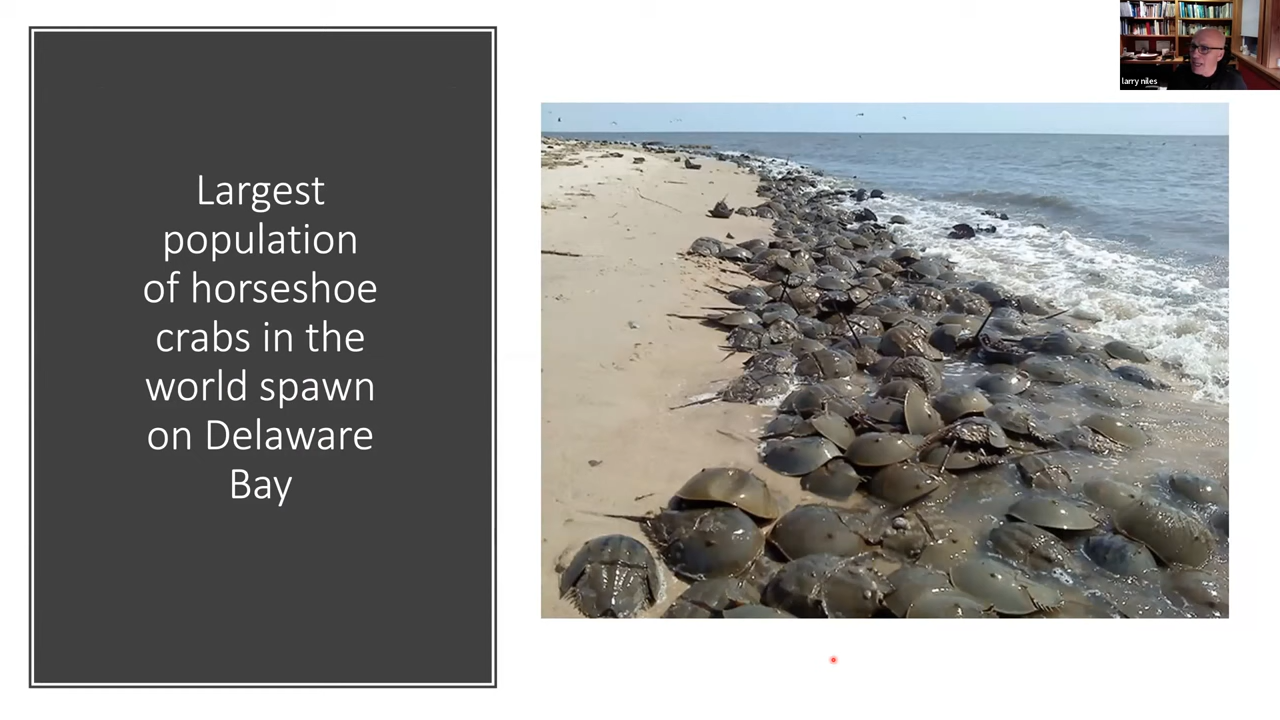 larry niles
Largest
population
of horseshoe
crabs in the
world spawn
on Delaware
Bay